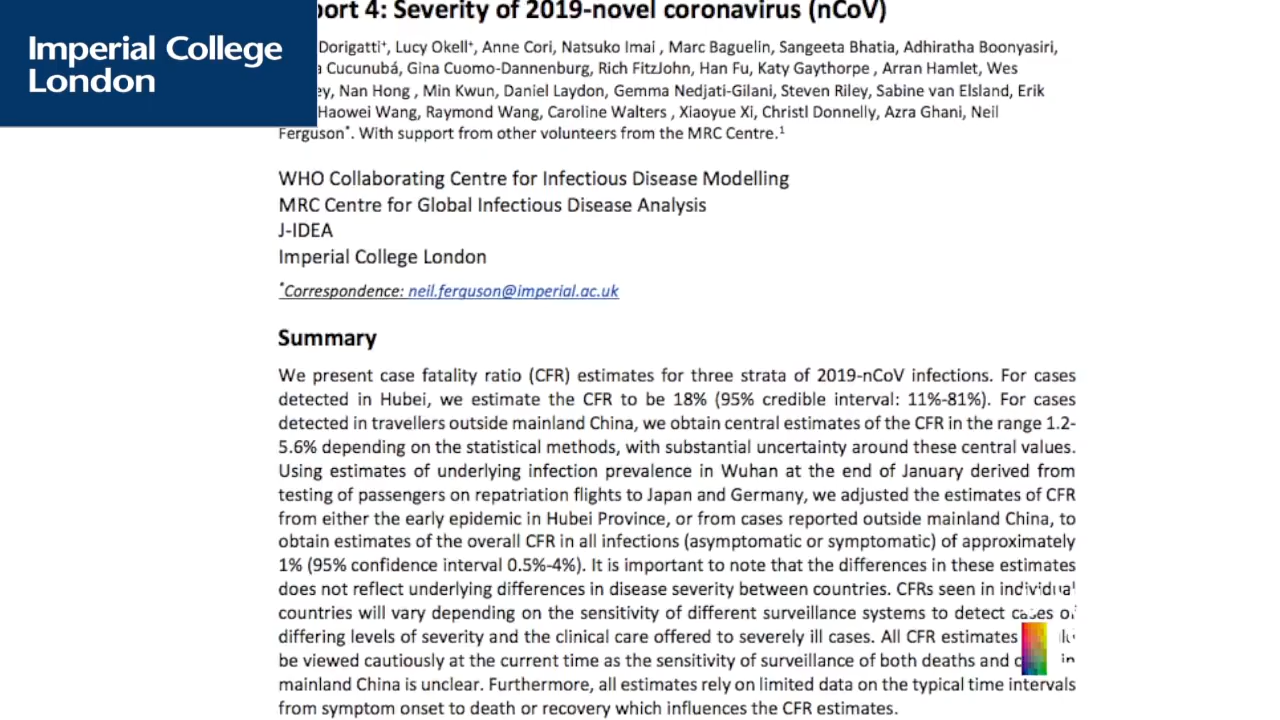 Imperial College
London
ort 4: Severity of 2019-novel coronavirus (nCoV)
Dorigatti⁺, Lucy Okell⁺, Anne Cori, Natsuko Imai , Marc Baguelin, Sangeeta Bhatia, Adhiratha Boonyasiri,
a Cucunubá, Gina Cuomo-Dannenburg, Rich FitzJohn, Han Fu, Katy Gaythorpe , Arran Hamlet, Wes
ey, Nan Hong , Min Kwun, Daniel Laydon, Gemma Nedjati-Gilani, Steven Riley, Sabine van Elsland, Erik
Haowei Wang, Raymond Wang, Caroline Walters , Xiaoyue Xi, Christl Donnelly, Azra Ghani, Neil
Ferguson*. With support from other volunteers from the MRC Centre.¹
WHO Collaborating Centre for Infectious Disease Modelling
MRC Centre for Global Infectious Disease Analysis
J-IDEA
Imperial College London
*Correspondence: neil.ferguson@imperial.ac.uk
Summary
We present case fatality ratio (CFR) estimates for three strata of 2019-nCoV infections. For cases
detected in Hubei, we estimate the CFR to be 18% (95% credible interval: 11%-81%). For cases
detected in travellers outside mainland China, we obtain central estimates of the CFR in the range 1.2-
5.6% depending on the statistical methods, with substantial uncertainty around these central values.
Using estimates of underlying infection prevalence in Wuhan at the end of January derived from
testing of passengers on repatriation flights to Japan and Germany, we adjusted the estimates of CFR
from either the early epidemic in Hubei Province, or from cases reported outside mainland China, to
obtain estimates of the overall CFR in all infections (asymptomatic or symptomatic) of approximately
1% (95% confidence interval 0.5%-4%). It is important to note that the differences in these estimates
does not reflect underlying differences in disease severity between countries. CFRs seen in individual
countries will vary depending on the sensitivity of different surveillance systems to detect cases of
differing levels of severity and the clinical care offered to severely ill cases. All CFR estimates
be viewed cautiously at the current time as the sensitivity of surveillance of both deaths and in
mainland China is unclear. Furthermore, all estimates rely on limited data on the typical time intervals
from symptom onset to death or recovery which influences the CFR estimates.